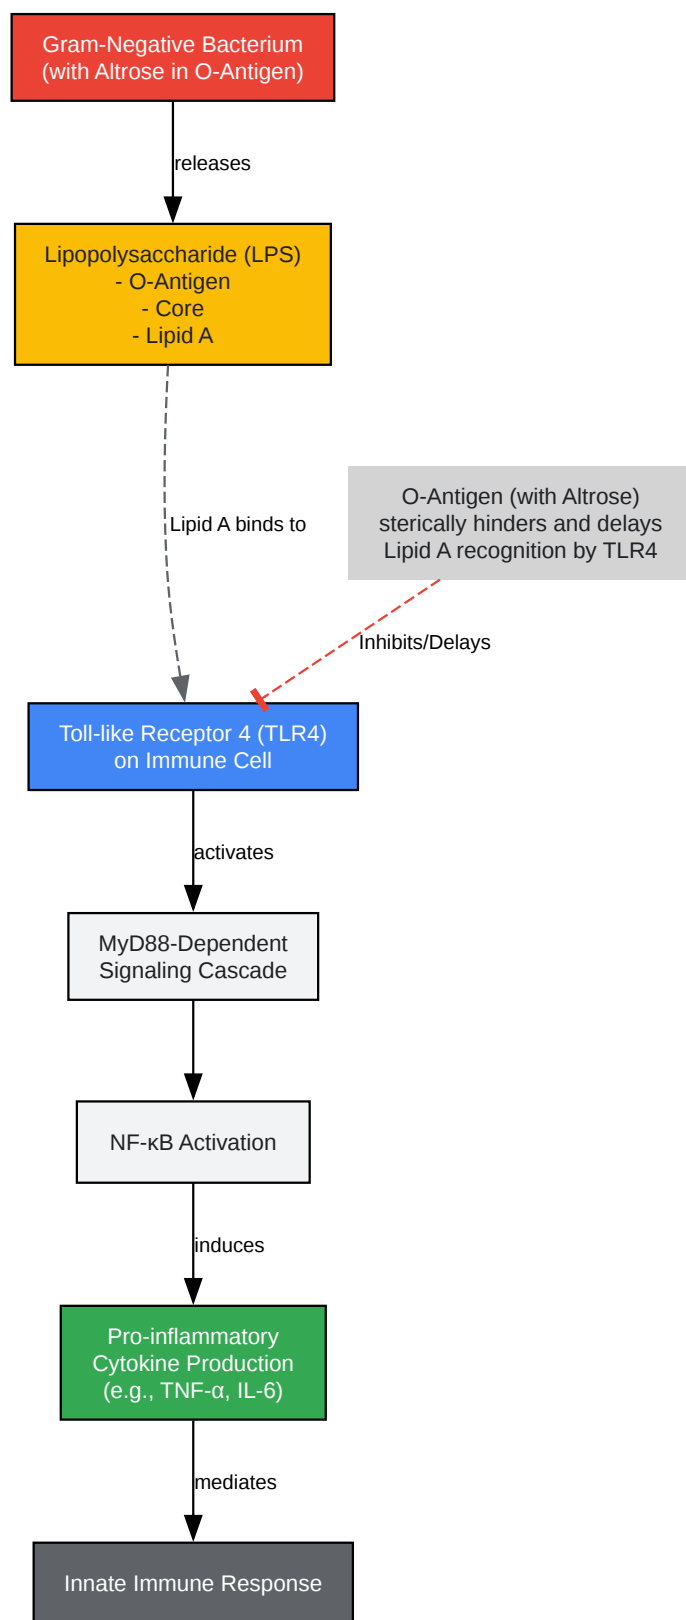 Gram-Negative Bacterium
(with Altrose in O-Antigen)
releases
Lipopolysaccharide (LPS)
- O-Antigen
- Core
- Lipid A
Lipid A binds to
O-Antigen (with Altrose)
sterically hinders and delays
Lipid A recognition by TLR4
Inhibits/Delays
Toll-like Receptor 4 (TLR4)
on Immune Cell
activates
MyD88-Dependent
Signaling Cascade
NF-κB Activation
induces
Pro-inflammatory
Cytokine Production
(e.g., TNF-α, IL-6)
mediates
Innate Immune Response